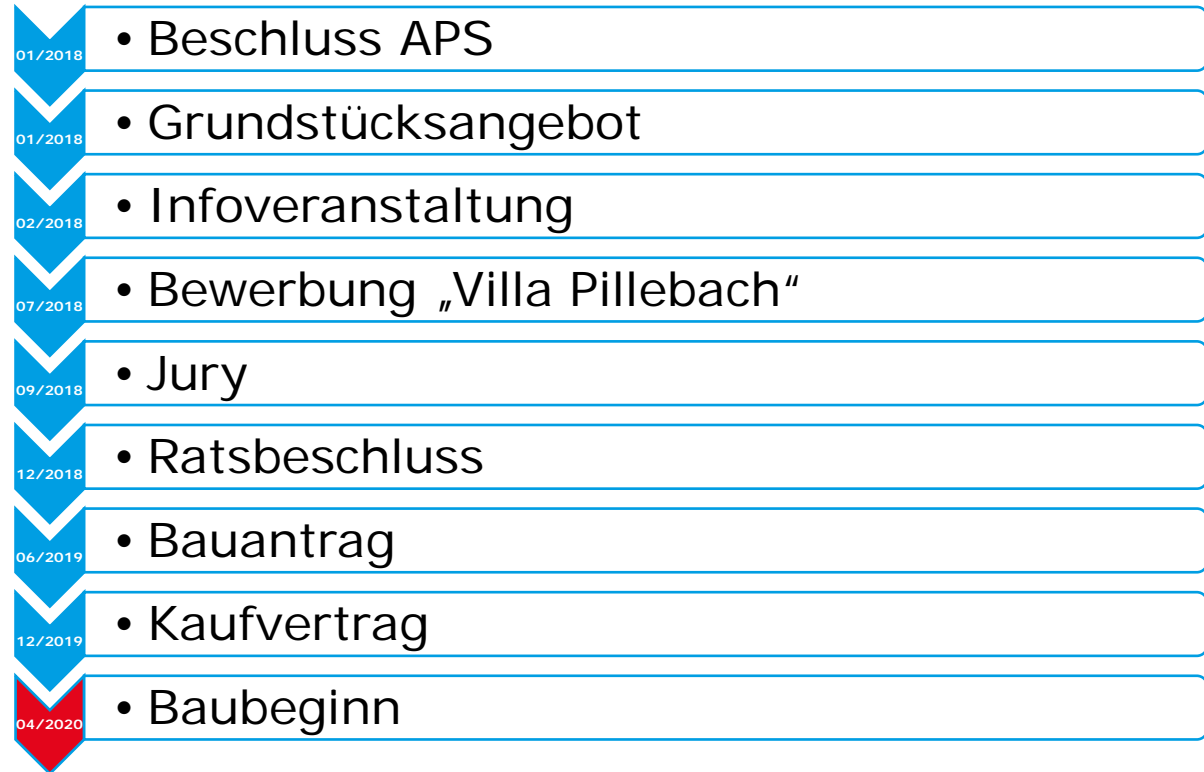 01/2018
• Beschluss APS
01/2018
• Grundstücksangebot
02/2018
• Infoveranstaltung
07/2018
• Bewerbung „Villa Pillebach“
09/2018
• Jury
12/2018
• Ratsbeschluss
06/2019
• Bauantrag
12/2019
• Kaufvertrag
04/2020
• Baubeginn